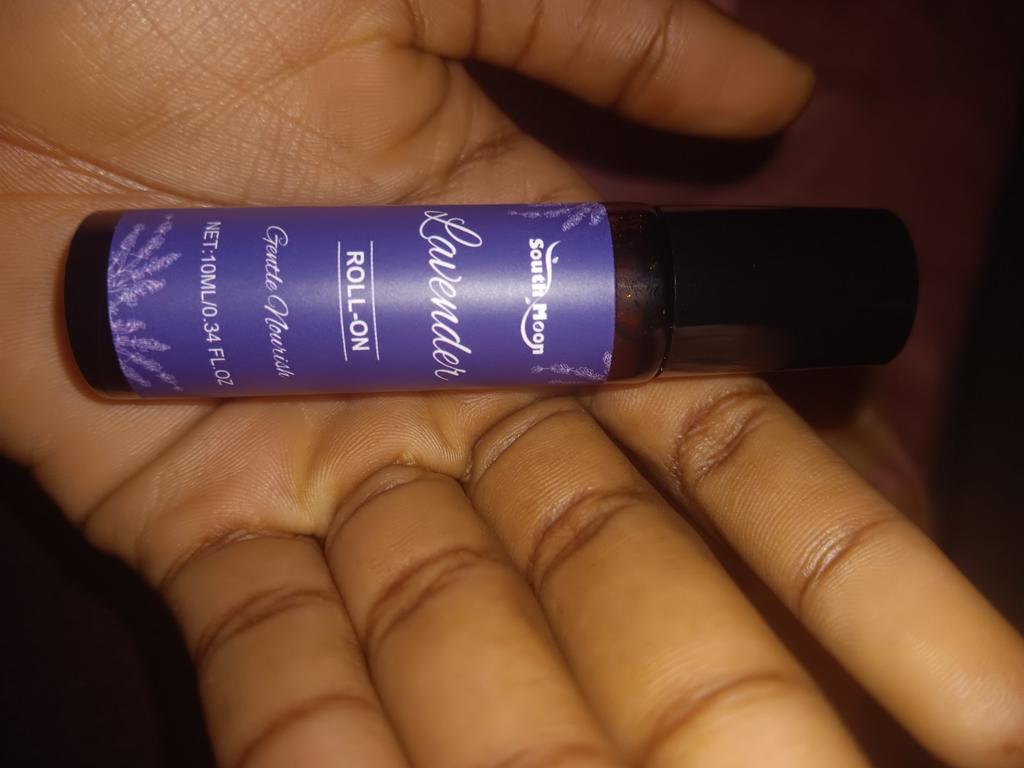 South Moon
Lavender
ROLL-ON
Gentle Nourish
NET:10ML/0.34 FL.OZ